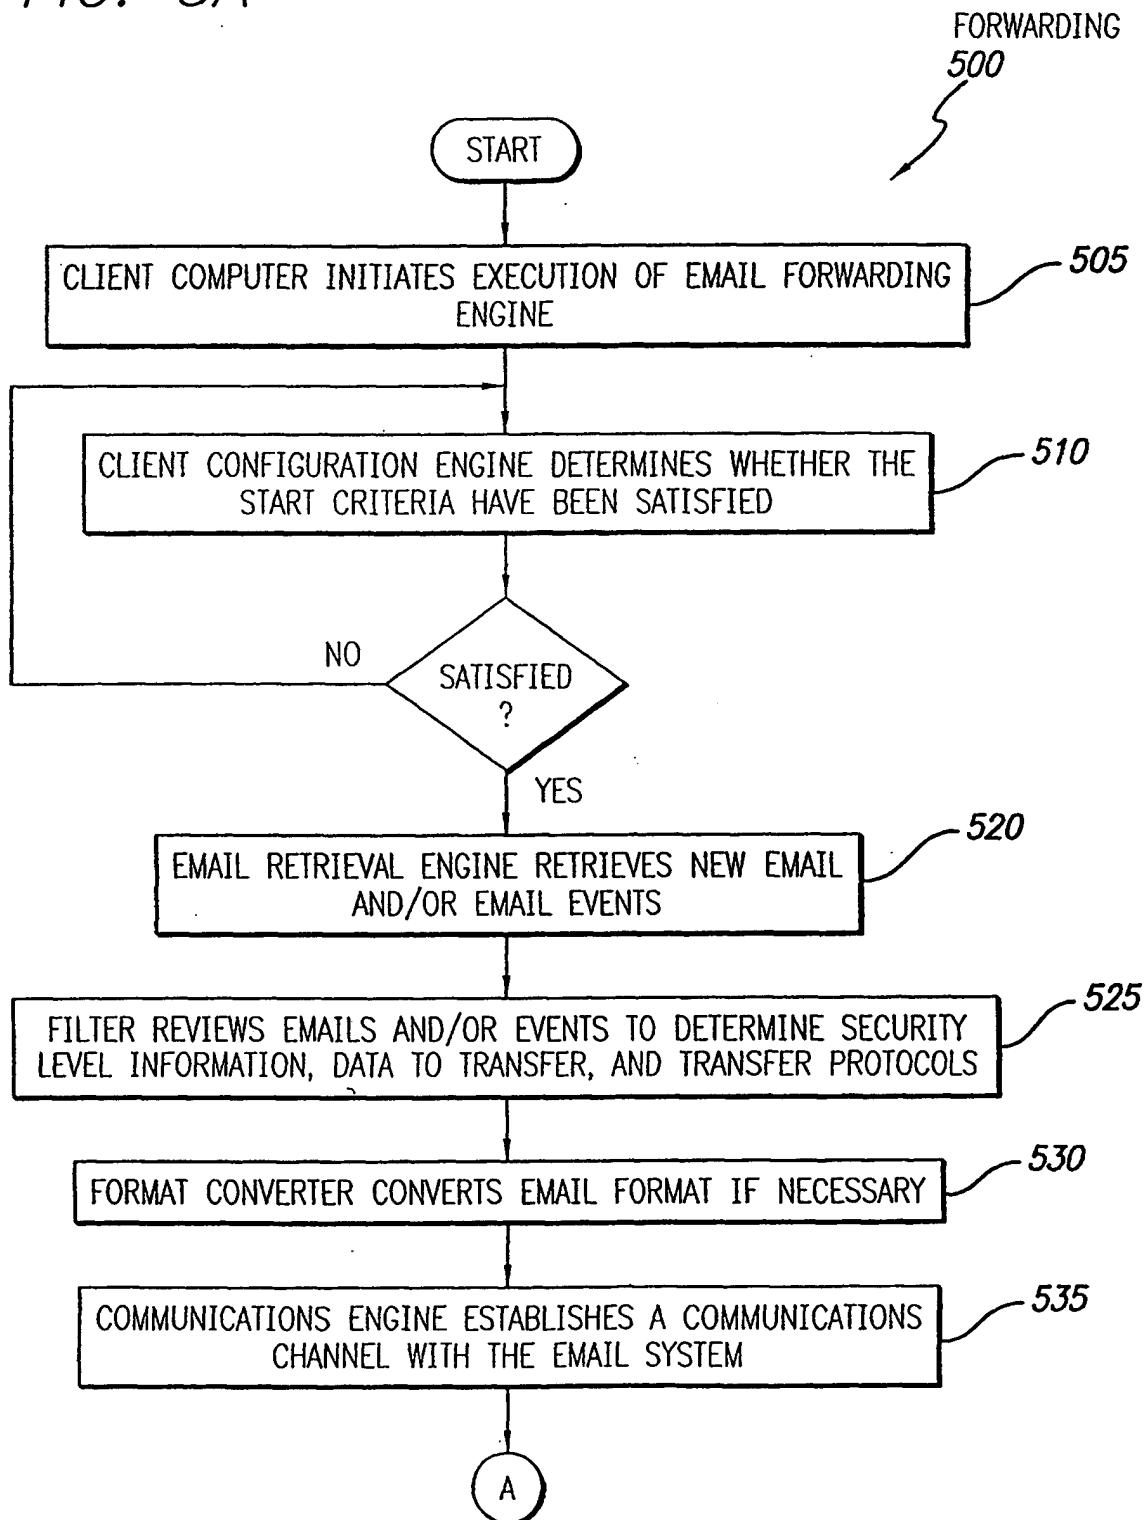 FORWARDING
500
START
CLIENT COMPUTER INITIATES EXECUTION OF EMAIL FORWARDING
ENGINE
505
CLIENT CONFIGURATION ENGINE DETERMINES WHETHER THE
START CRITERIA HAVE BEEN SATISFIED
510
NO
SATISFIED
?
YES
EMAIL RETRIEVAL ENGINE RETRIEVES NEW EMAIL
AND/OR EMAIL EVENTS
520
FILTER REVIEWS EMAILS AND/OR EVENTS TO DETERMINE SECURITY
LEVEL INFORMATION, DATA TO TRANSFER, AND TRANSFER PROTOCOLS
525
FORMAT CONVERTER CONVERTS EMAIL FORMAT IF NECESSARY
530
COMMUNICATIONS ENGINE ESTABLISHES A COMMUNICATIONS
CHANNEL WITH THE EMAIL SYSTEM
535
A